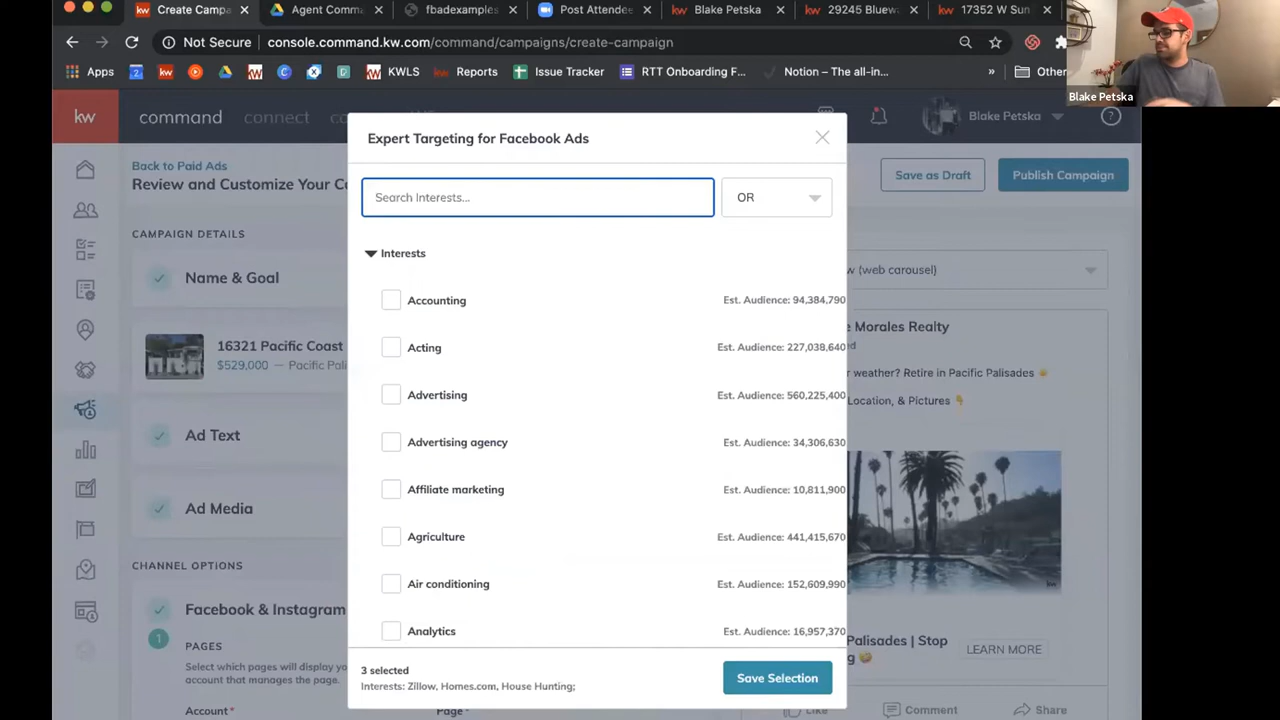 Create Campa
Agent Comma
fbadexamples
Post Attende
Blake Petska
29245 Bluew
17352 W Sun
Not Secure
console.command.kw.com/command/campaigns/create-campaign
Apps
KWLS
Reports
Issue Tracker
RTT Onboarding F...
Notion – The all-in...
»
Other
Blake Petska
kw
command
connect
Blake Petska
Back to Paid Ads
Review and Customize Your C
Save as Draft
Publish Campaign
CAMPAIGN DETAILS
Name & Goal
16321 Pacific Coast
$529,000 — Pacific Pali
Ad Text
Ad Media
CHANNEL OPTIONS
Facebook & Instagram
1
PAGES
Select which pages will display yo
account that manages the page.
Account*
Page*
Expert Targeting for Facebook Ads
Search Interests...
OR
Interests
Accounting
Est. Audience: 94,384,790
Acting
Est. Audience: 227,038,640
Advertising
Est. Audience: 560,225,400
Advertising agency
Est. Audience: 34,306,630
Affiliate marketing
Est. Audience: 10,811,900
Agriculture
Est. Audience: 441,415,670
Air conditioning
Est. Audience: 152,609,990
Analytics
Est. Audience: 16,957,370
3 selected
Interests: Zillow, Homes.com, House Hunting;
Save Selection
w (web carousel)
e Morales Realty
ed
r weather? Retire in Pacific Palisades
Location, & Pictures
kw
Palisades | Stop
g
LEARN MORE
Like
Comment
Share